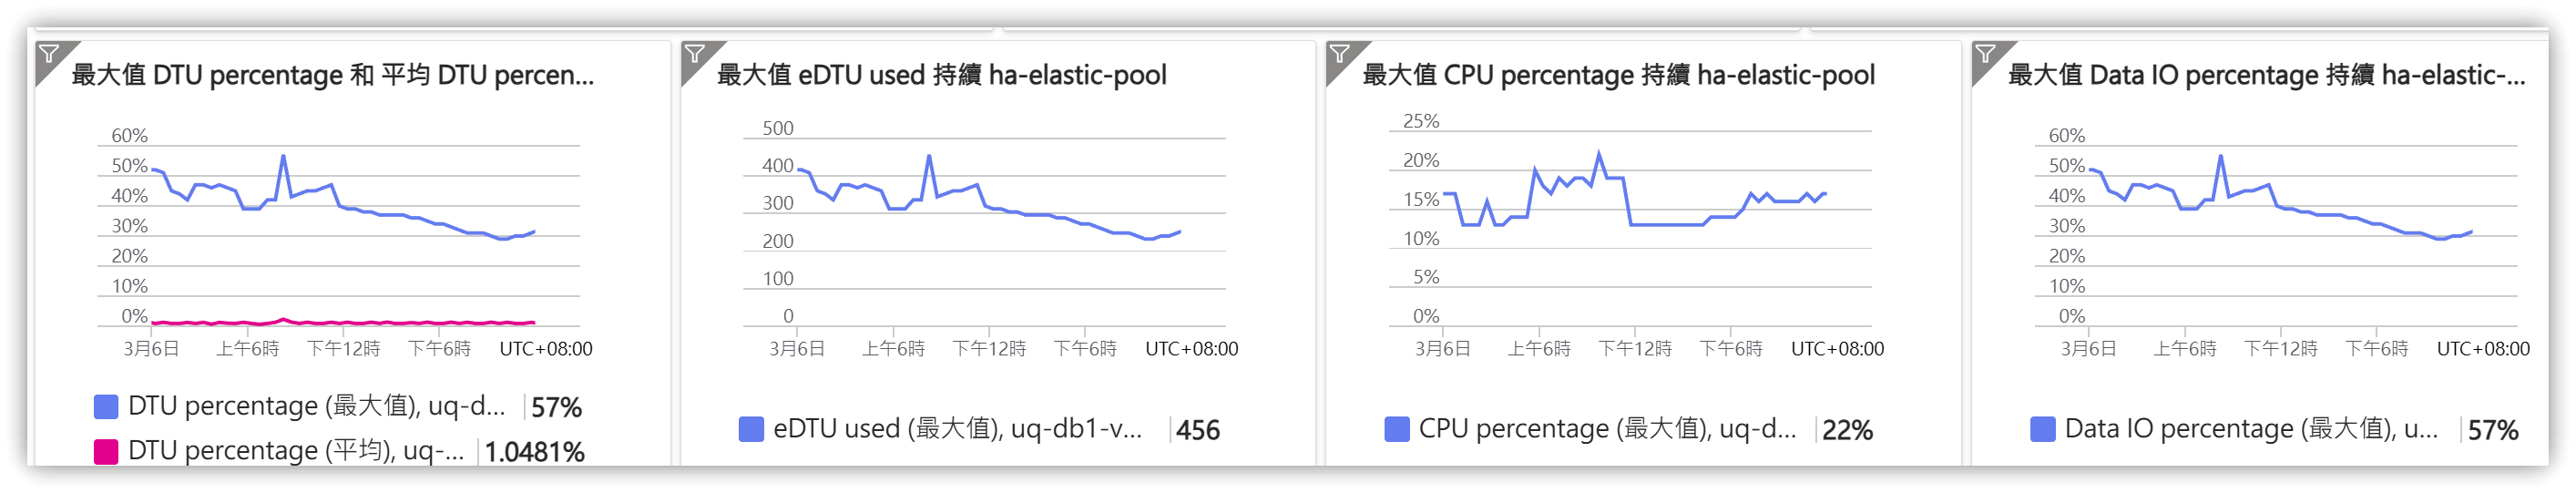 最大值 DTU percentage 和 平均 DTU percen...
60%
50%
40%
30%
20%
10%
0%
3月6日 上午6時 下午12時 下午6時 UTC+08:00
DTU percentage (最大值), uq-d... 57%
DTU percentage (平均), uq-... 1.0481%
最大值 eDTU used 持續 ha-elastic-pool
500
400
300
200
100
0
3月6日 上午6時 下午12時 下午6時 UTC+08:00
eDTU used (最大值), uq-db1-v... 456
最大值 CPU percentage 持續 ha-elastic-pool
25%
20%
15%
10%
5%
0%
3月6日 上午6時 下午12時 下午6時 UTC+08:00
CPU percentage (最大值), uq-d... 22%
最大值 Data IO percentage 持續 ha-elastic-...
60%
50%
40%
30%
20%
10%
0%
3月6日 上午6時 下午12時 下午6時 UTC+08:00
Data IO percentage (最大值), u... 57%